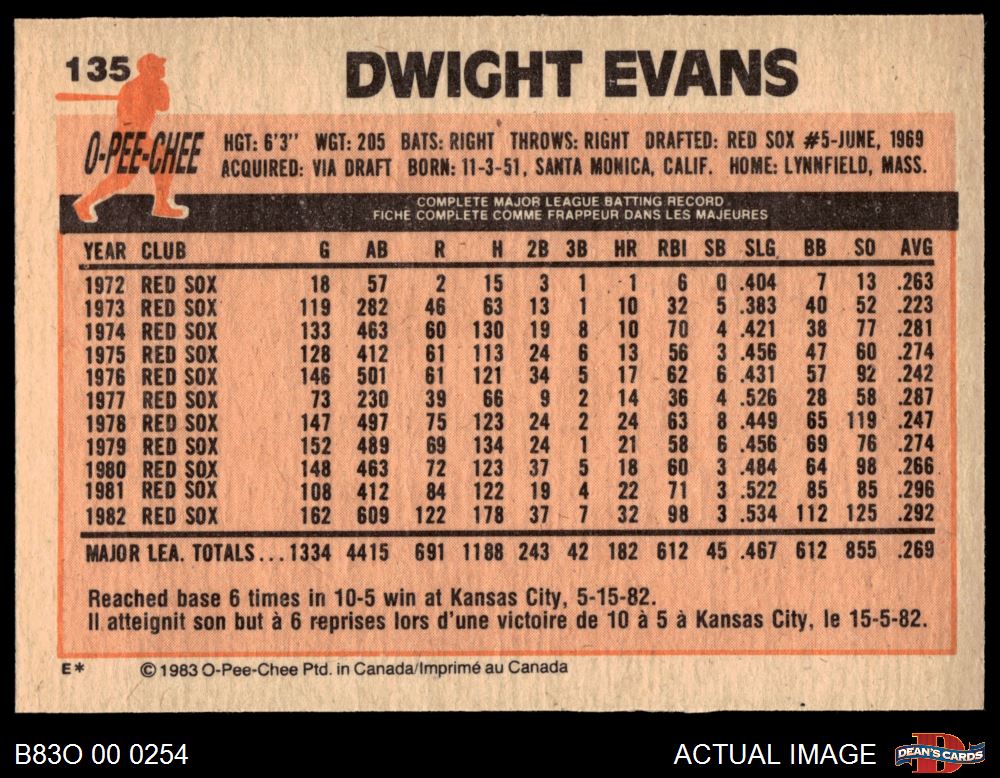 135
DWIGHT EVANS
O-PEE-CHEE
HGT: 6'3" WGT: 205 BATS: RIGHT THROWS: RIGHT DRAFTED: RED SOX #5-JUNE, 1969
ACQUIRED: VIA DRAFT BORN: 11-3-51, SANTA MONICA, CALIF. HOME: LYNNFIELD, MASS.
COMPLETE MAJOR LEAGUE BATTING RECORD
FICHE COMPLETE COMME FRAPPEUR DANS LES MAJEURES
YEAR CLUB G AB R H 2B 3B HR RBI SB SLG BB SO AVG
1972 RED SOX 18 57 2 15 3 1 1 6 0 .404 7 13 .263
1973 RED SOX 119 282 46 63 13 1 10 32 5 .383 40 52 .223
1974 RED SOX 133 463 60 130 19 8 10 70 4 .421 38 77 .281
1975 RED SOX 128 412 61 113 24 6 13 56 3 .456 47 60 .274
1976 RED SOX 146 501 61 121 34 5 17 62 6 .431 57 92 .242
1977 RED SOX 73 230 39 66 9 2 14 36 4 .526 28 58 .287
1978 RED SOX 147 497 75 123 24 2 24 63 8 .449 65 119 .247
1979 RED SOX 152 489 69 134 24 1 21 58 6 .456 69 76 .274
1980 RED SOX 148 463 72 123 37 5 18 60 3 .484 64 98 .266
1981 RED SOX 108 412 84 122 19 4 22 71 3 .522 85 85 .296
1982 RED SOX 162 609 122 178 37 7 32 98 3 .534 112 125 .292
MAJOR LEA. TOTALS...1334 4415 691 1188 243 42 182 612 45 .467 612 855 .269
Reached base 6 times in 10-5 win at Kansas City, 5-15-82.
Il atteignit son but à 6 reprises lors d'une victoire de 10 à 5 à Kansas City, le 15-5-82.
E* © 1983 O-Pee-Chee Ptd. in Canada/Imprimé au Canada
B83O 00 0254 ACTUAL IMAGE DEAN'S CARDS